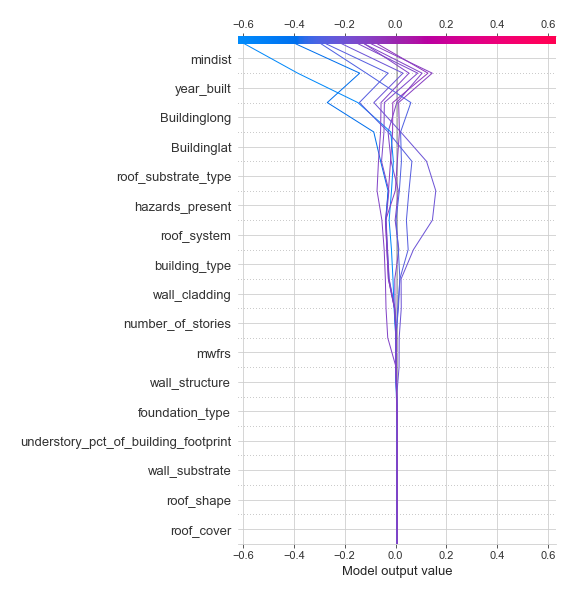 −0.6 −0.4 −0.2 0.0 0.2 0.4 0.6
mindist
year_built
Buildinglong
Buildinglat
roof_substrate_type
hazards_present
roof_system
building_type
wall_cladding
number_of_stories
mwfrs
wall_structure
foundation_type
understory_pct_of_building_footprint
wall_substrate
roof_shape
roof_cover
−0.6 −0.4 −0.2 0.0 0.2 0.4 0.6
Model output value